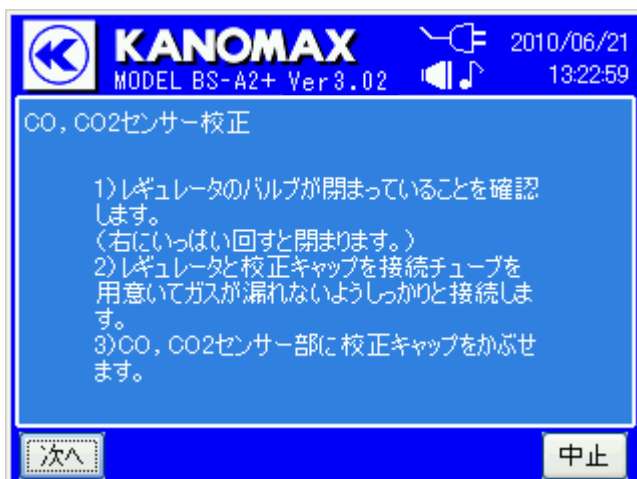 KANOMAX
MODEL BS-A2+ Ver3.02
2010/06/21
13:22:59
CO,CO2センサー校正
1)レギュレータのバルブが閉まっていることを確認
します。
(右にいっぱい回すと閉まります。)
2)レギュレータと校正キャップを接続チューブを
用意いてガスが漏れないようしっかりと接続しま
す。
3)CO,CO2センサー部に校正キャップをかぶせ
ます。
次へ
中止